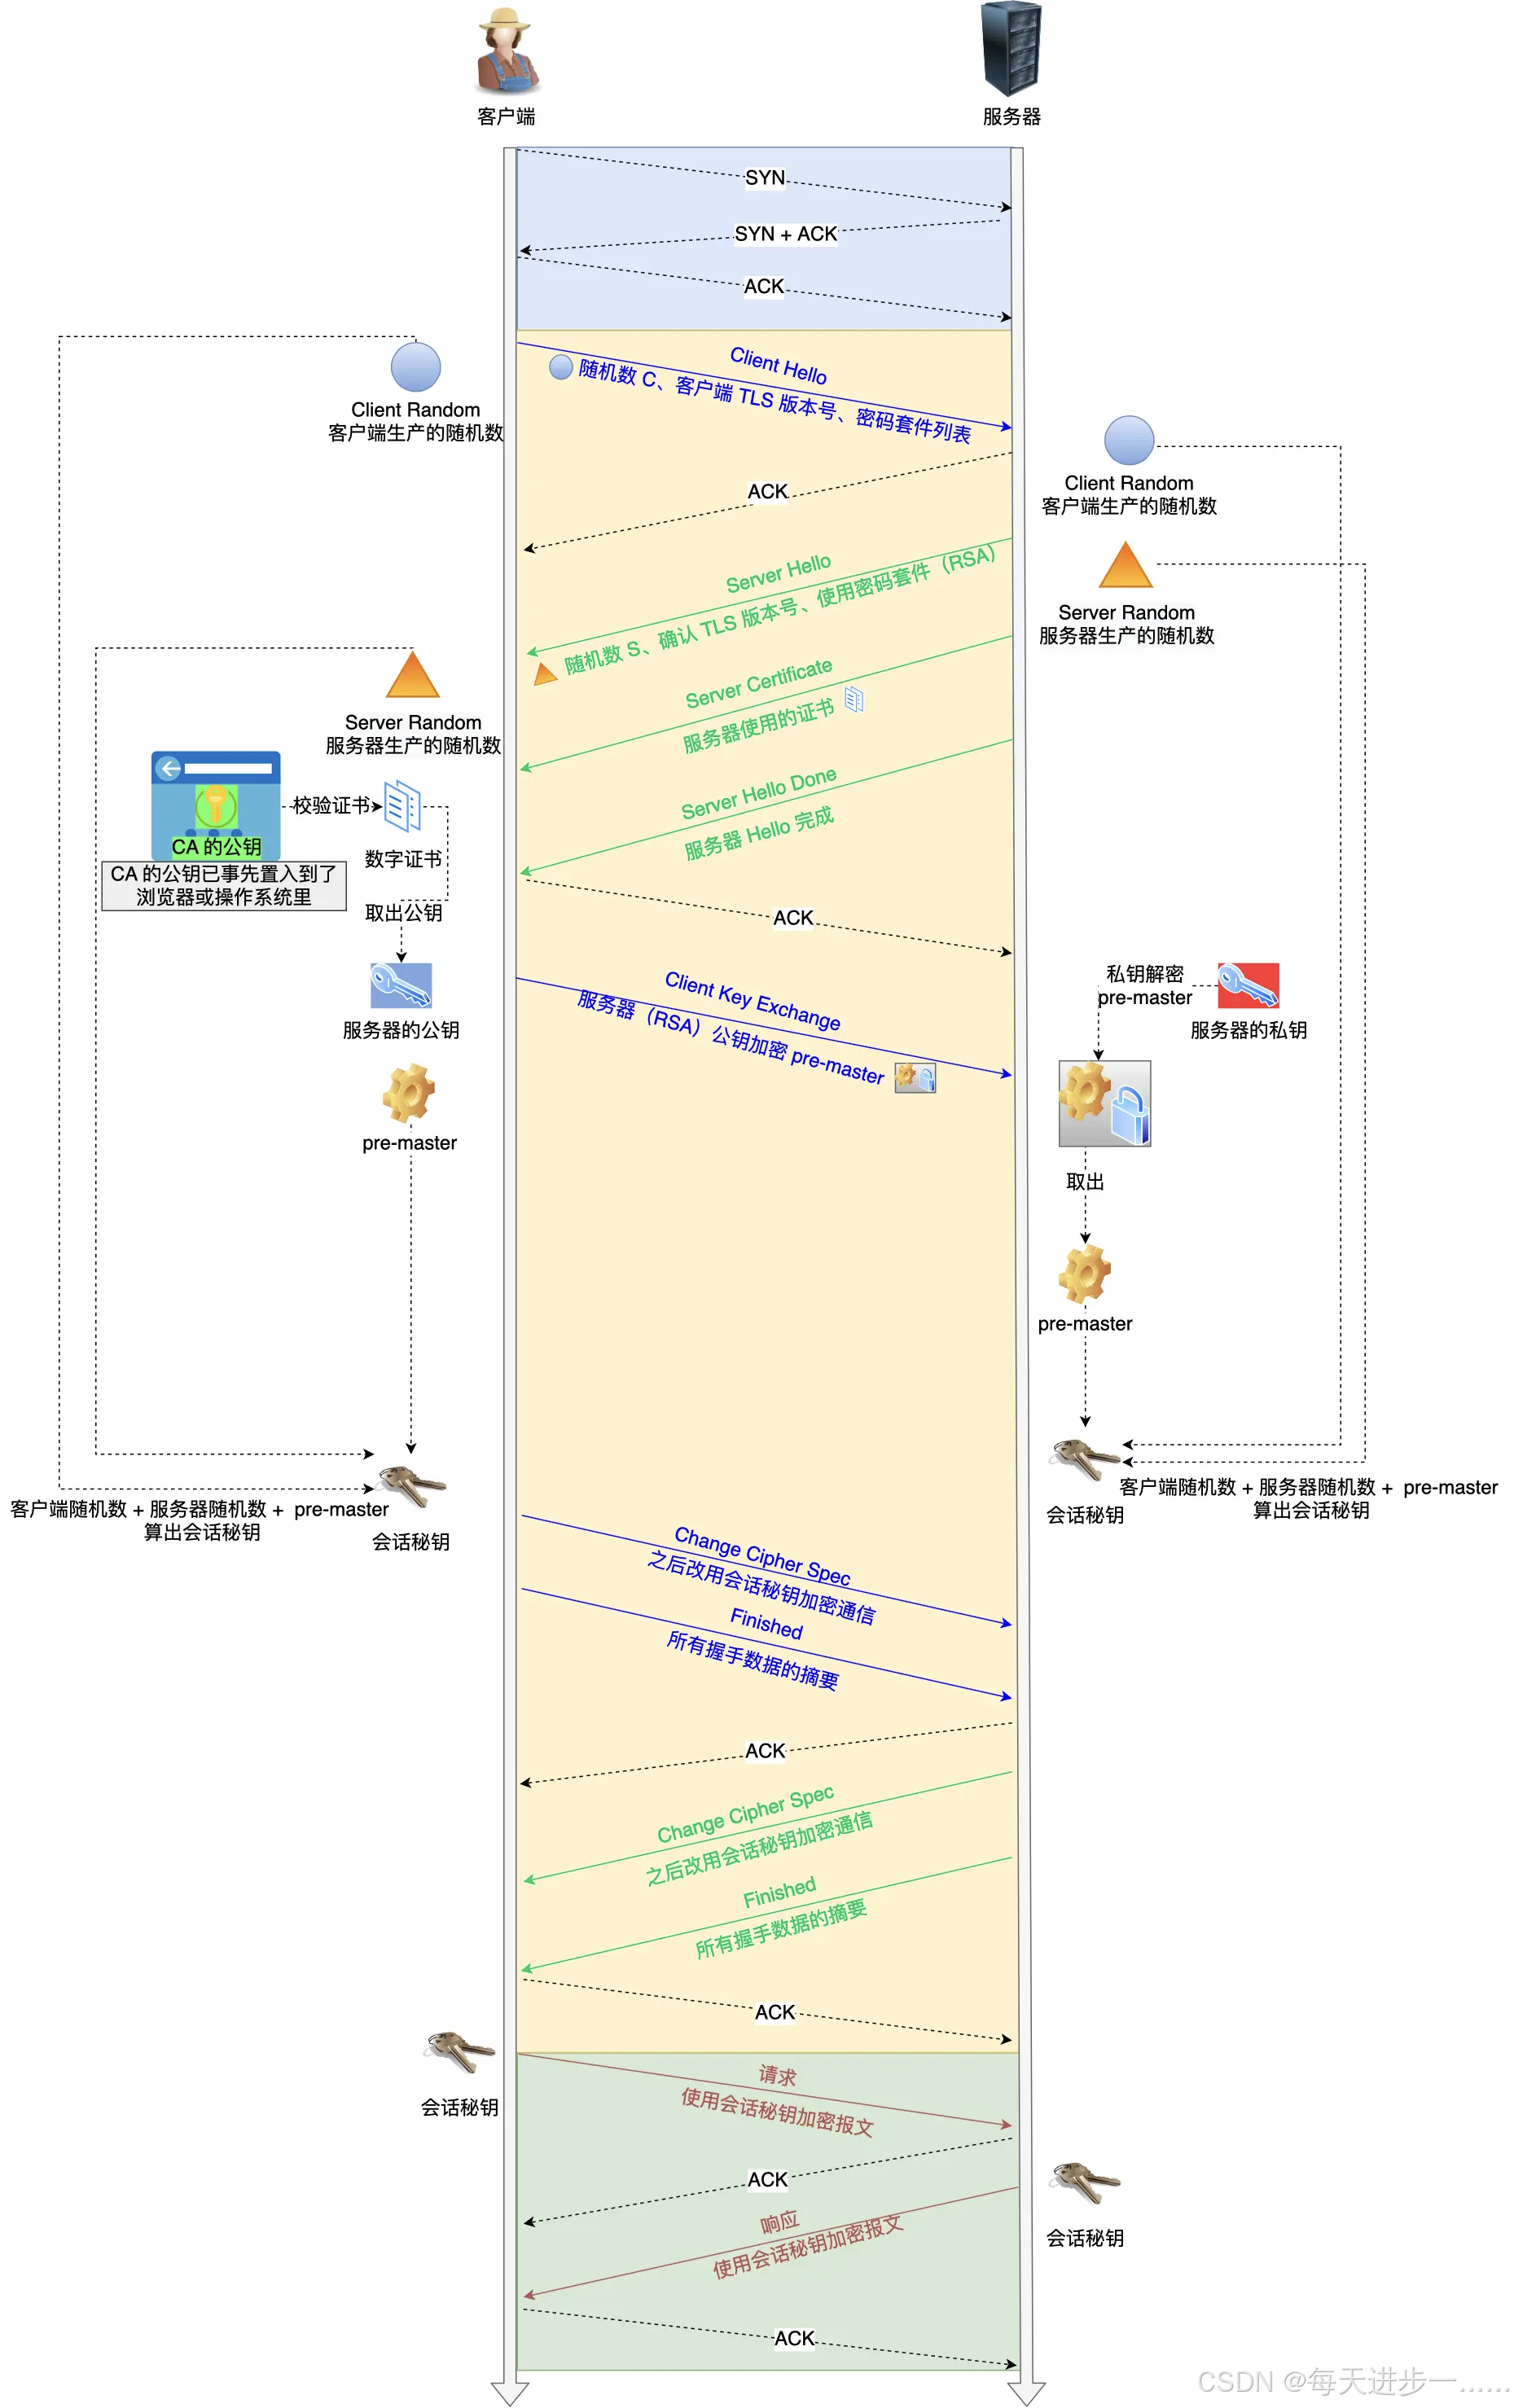 客户端
服务器
SYN
SYN + ACK
ACK
Client Hello
随机数 C、客户端 TLS 版本号、密码套件列表
Client Random
客户端生产的随机数
Client Random
客户端生产的随机数
ACK
Server Hello
随机数 S、确认 TLS 版本号、使用密码套件（RSA）
Server Random
服务器生产的随机数
Server Random
服务器生产的随机数
Server Certificate
服务器使用的证书
校验证书
CA 的公钥
CA 的公钥已事先置入到了
浏览器或操作系统里
数字证书
Server Hello Done
服务器 Hello 完成
取出公钥
ACK
服务器的公钥
Client Key Exchange
服务器（RSA）公钥加密 pre-master
私钥解密
pre-master
服务器的私钥
pre-master
取出
pre-master
客户端随机数 + 服务器随机数 + pre-master
算出会话秘钥
会话秘钥
会话秘钥
客户端随机数 + 服务器随机数 + pre-master
算出会话秘钥
Change Cipher Spec
之后改用会话秘钥加密通信
Finished
所有握手数据的摘要
ACK
Change Cipher Spec
之后改用会话秘钥加密通信
Finished
所有握手数据的摘要
ACK
会话秘钥
请求
使用会话秘钥加密报文
ACK
会话秘钥
响应
使用会话秘钥加密报文
ACK
CSDN @每天进步一......